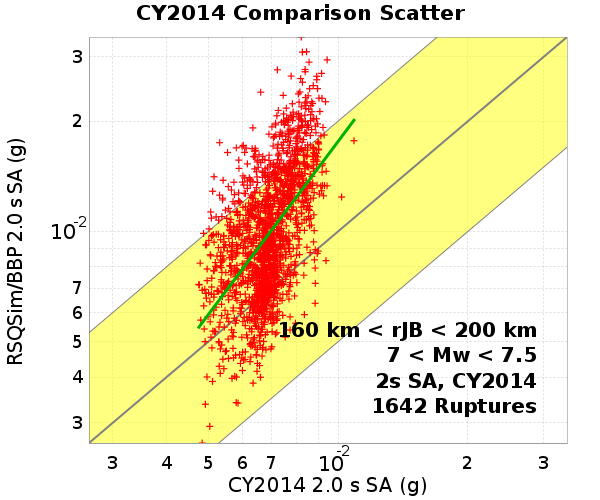 CY2014 Comparison Scatter
RSQSim/BBP 2.0 s SA (g)
3
2
10-2
7
6
5
4
3
160 km < rJB < 200 km
7 < Mw < 7.5
2s SA, CY2014
1642 Ruptures
3 4 5 6 7 10-2 2 3
CY2014 2.0 s SA (g)